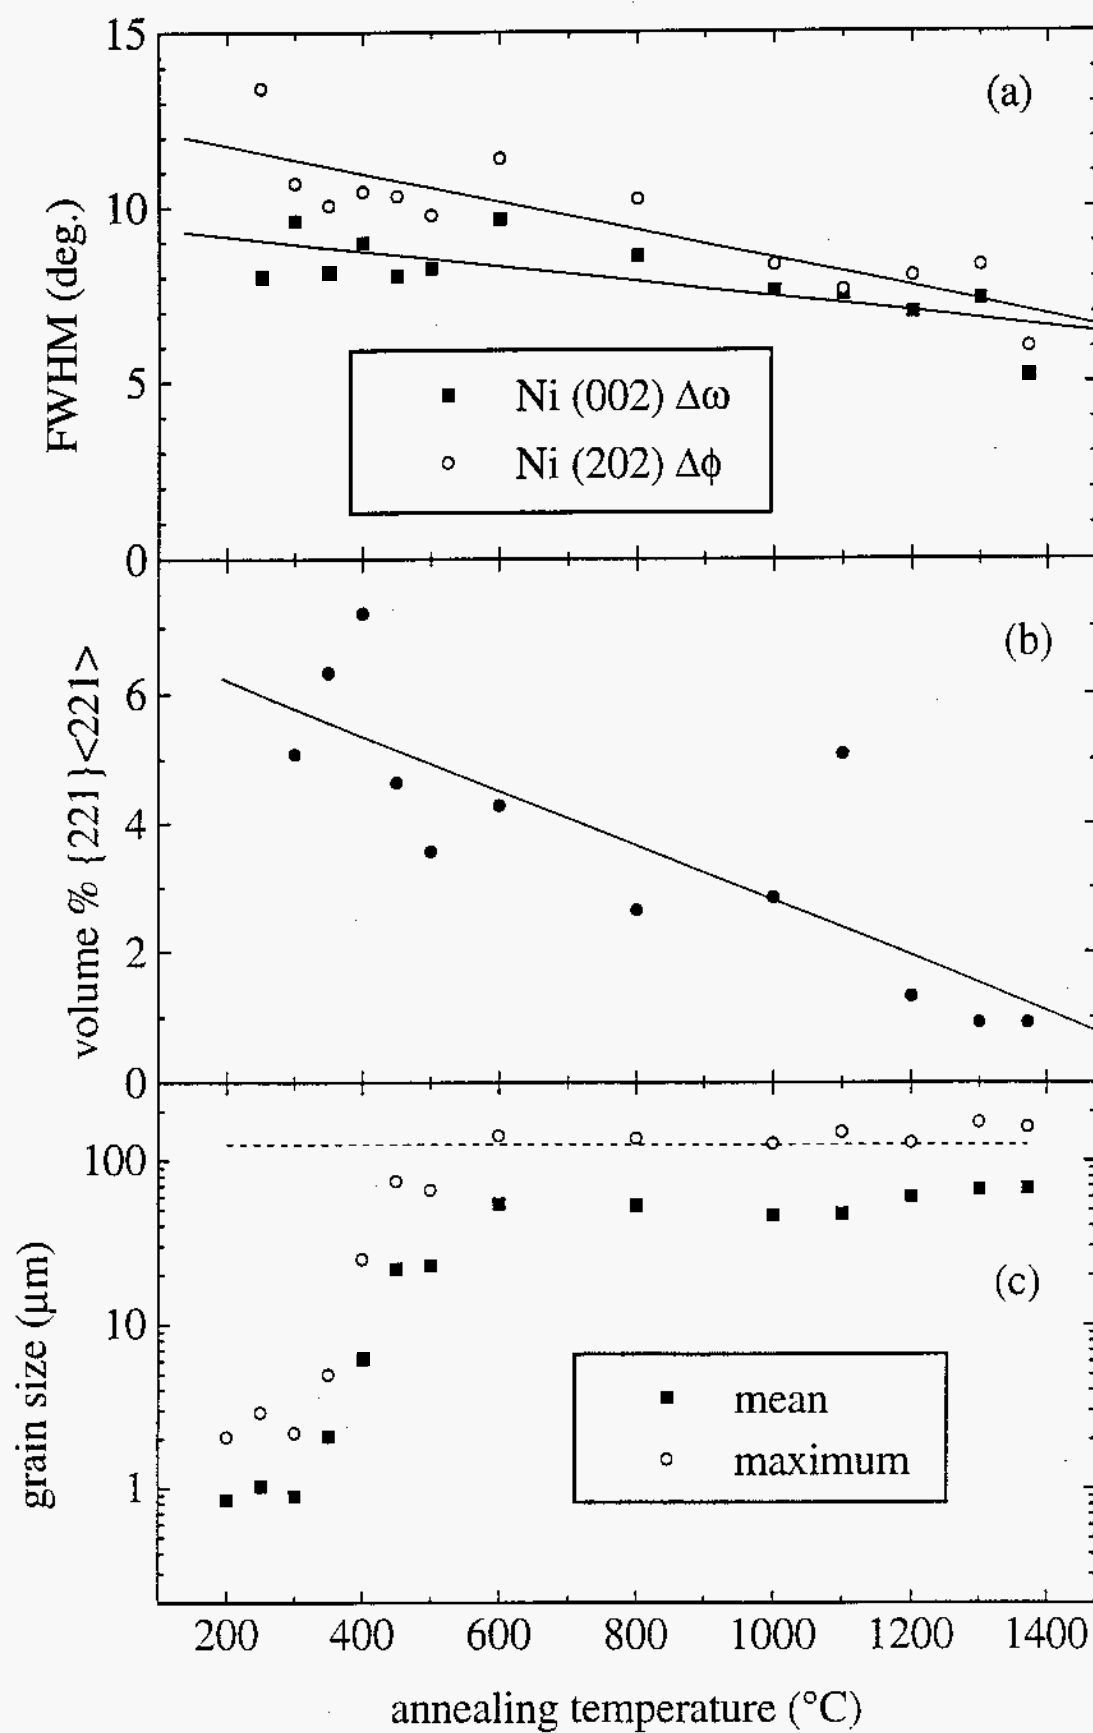 15
(a)
10
FWHM (deg.)
5
Ni (002) Δω
Ni (202) Δϕ
0
(b)
6
volume % {221}<221>
4
2
0
100
(c)
10
grain size (μm)
mean
maximum
1
200 400 600 800 1000 1200 1400
annealing temperature (°C)